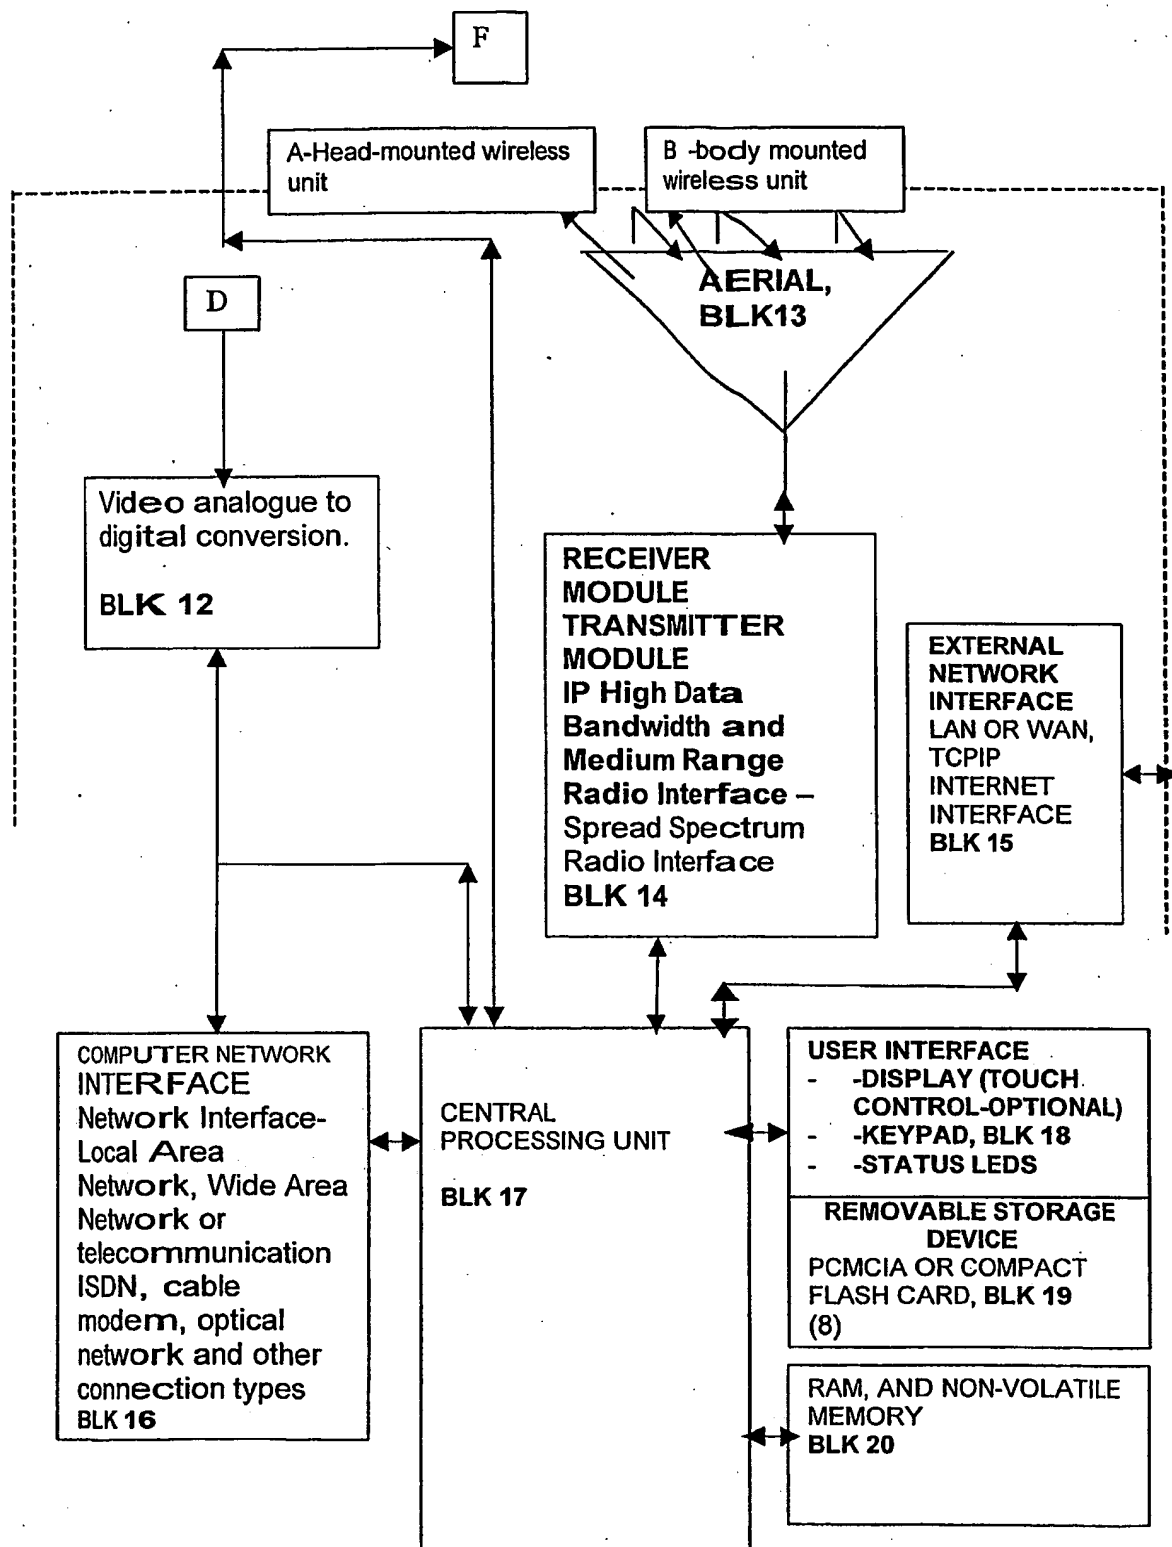 F
A-Head-mounted wireless
unit
B -body mounted
wireless unit
AERIAL,
BLK13
D
Video analogue to
digital conversion.
BLK 12
RECEIVER
MODULE
TRANSMITTER
MODULE
IP High Data
Bandwidth and
Medium Range
Radio Interface –
Spread Spectrum
Radio Interface
BLK 14
EXTERNAL
NETWORK
INTERFACE
LAN OR WAN,
TCPIP
INTERNET
INTERFACE
BLK 15
COMPUTER NETWORK
INTERFACE
Network Interface-
Local Area
Network, Wide Area
Network or
telecommunication
ISDN, cable
modem, optical
network and other
connection types
BLK 16
CENTRAL
PROCESSING UNIT
BLK 17
USER INTERFACE
- -DISPLAY (TOUCH
CONTROL-OPTIONAL)
- -KEYPAD, BLK 18
- -STATUS LEDS
REMOVABLE STORAGE
DEVICE
PCMCIA OR COMPACT
FLASH CARD, BLK 19
(8)
RAM, AND NON-VOLATILE
MEMORY
BLK 20